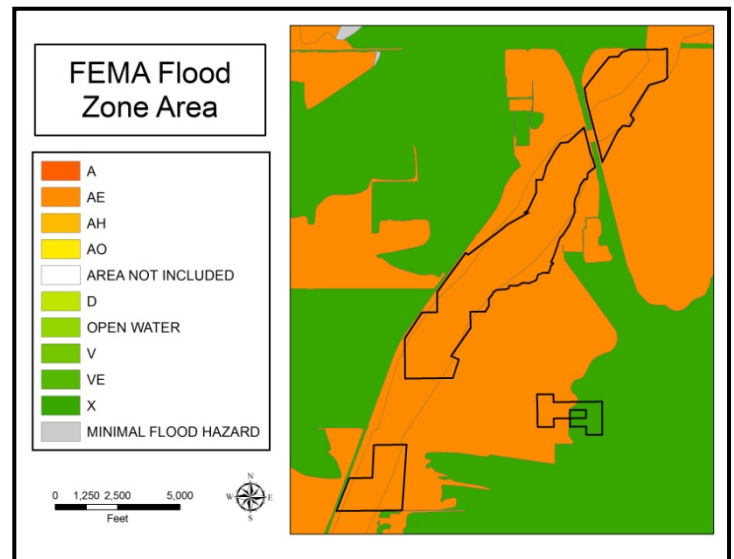 FEMA Flood
Zone Area
A
AE
AH
AO
AREA NOT INCLUDED
D
OPEN WATER
V
VE
X
MINIMAL FLOOD HAZARD
0 1,250 2,500 5,000
Feet
N
W E
S